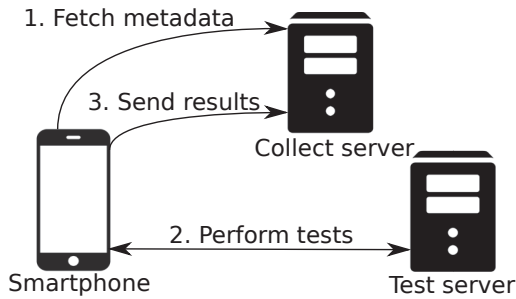 1. Fetch metadata
3. Send results
Collect server
2. Perform tests
Smartphone
Test server